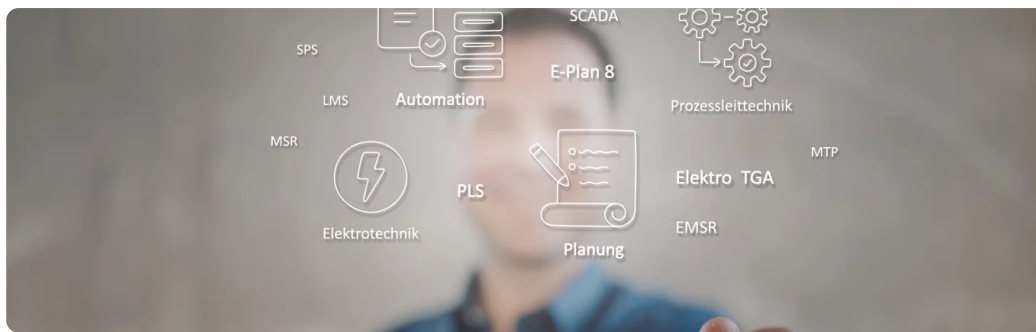 SCADA
SPS
E-Plan 8
LMS
Automation
Prozessleittechnik
MSR
MTP
Elektro TGA
PLS
EMSR
Elektrotechnik
Planung